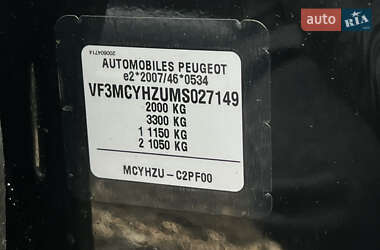 auto RIA
200804714
AUTOMOBILES PEUGEOT
e2*2007/46*0534
VF3MCYHZUMS027149
2000 KG
3300 KG
1 1150 KG
2 1050 KG
MCYHZU-C2PF00